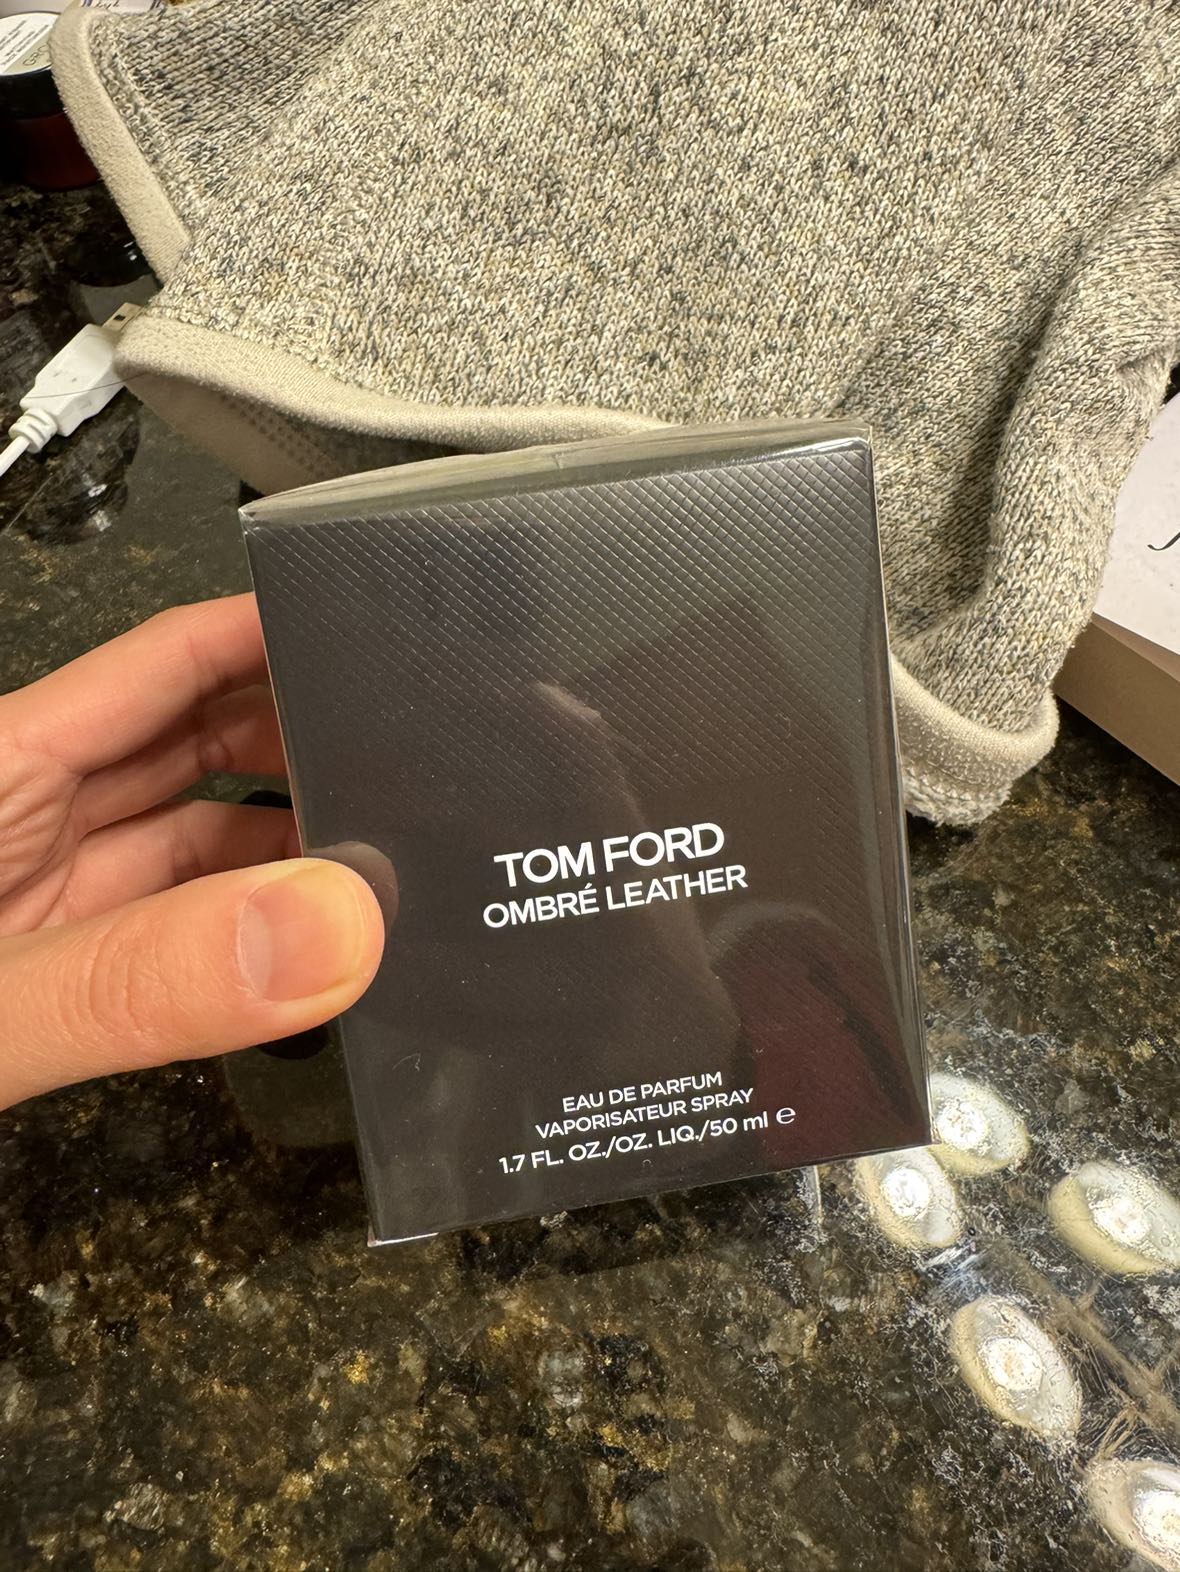 TOM FORD
OMBRÉ LEATHER
EAU DE PARFUM
VAPORISATEUR SPRAY
1.7 FL. OZ./OZ. LIQ./50 ml ℮